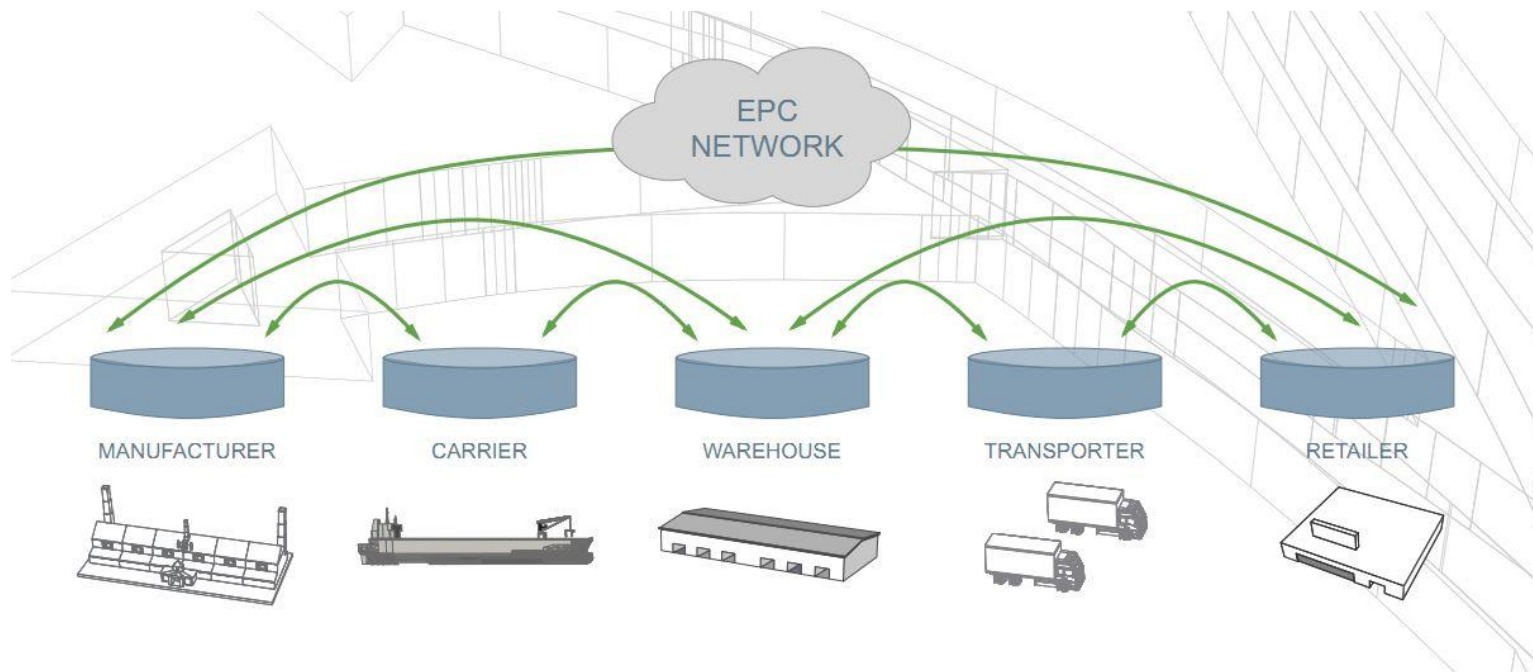 EPC
NETWORK
MANUFACTURER
CARRIER
WAREHOUSE
TRANSPORTER
RETAILER